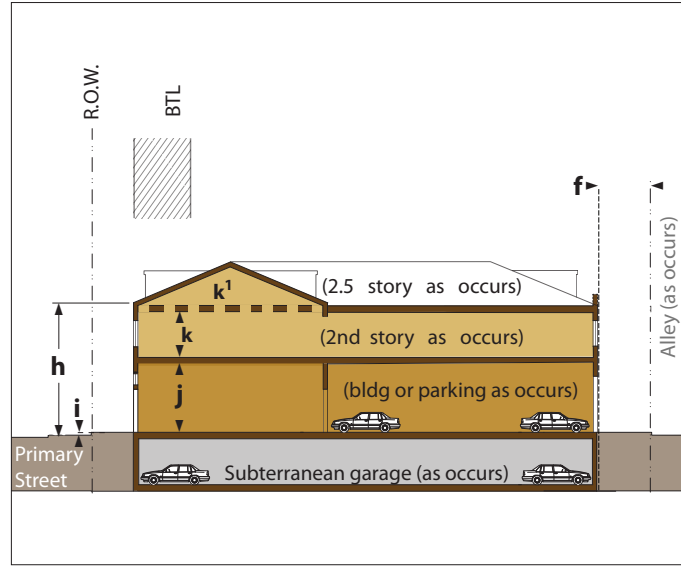 R.O.W.
BTL
f
Alley (as occurs)
k¹
(2.5 story as occurs)
k
(2nd story as occurs)
h
j
(bldg or parking as occurs)
i
Primary
Street
Subterranean garage (as occurs)